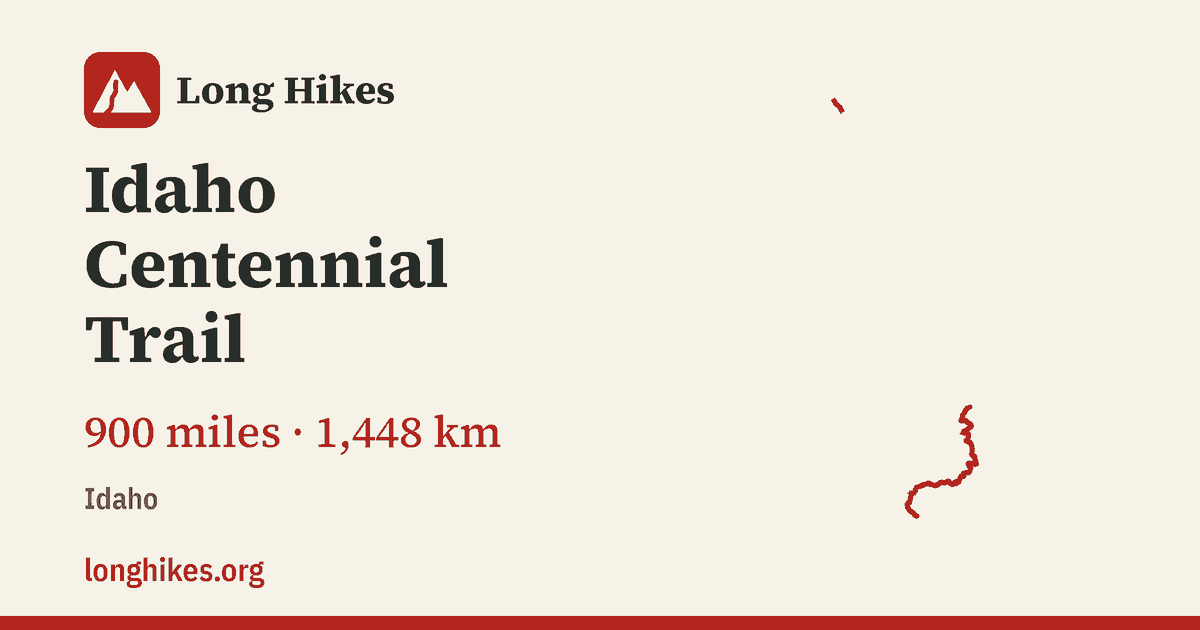 Long Hikes
Idaho
Centennial
Trail
900 miles · 1,448 km
Idaho
longhikes.org